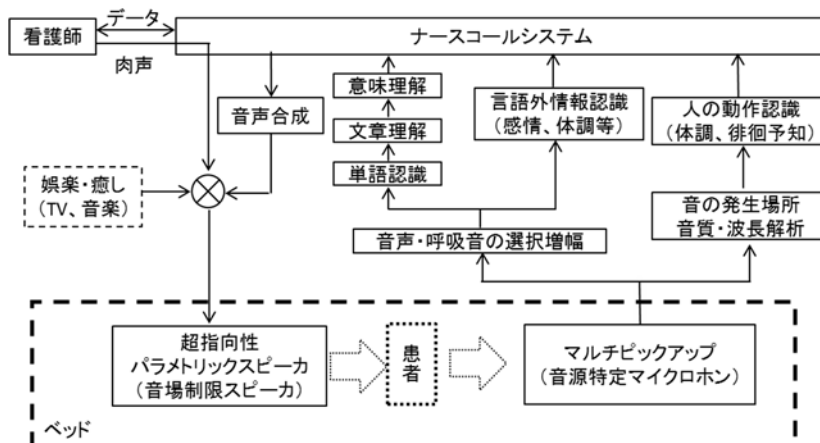 データ
看護師
ナースコールシステム
肉声
意味理解
文章理解
単語認識
音声合成
言語外情報認識
(感情、体調等)
人の動作認識
(体調、徘徊予知)
娯楽・癒し
(TV、音楽)
音の発生場所
音質・波長解析
音声・呼吸音の選択増幅
超指向性
パラメトリックスピーカ
(音場制限スピーカ)
患者
マルチピックアップ
(音源特定マイクロホン)
ベッド